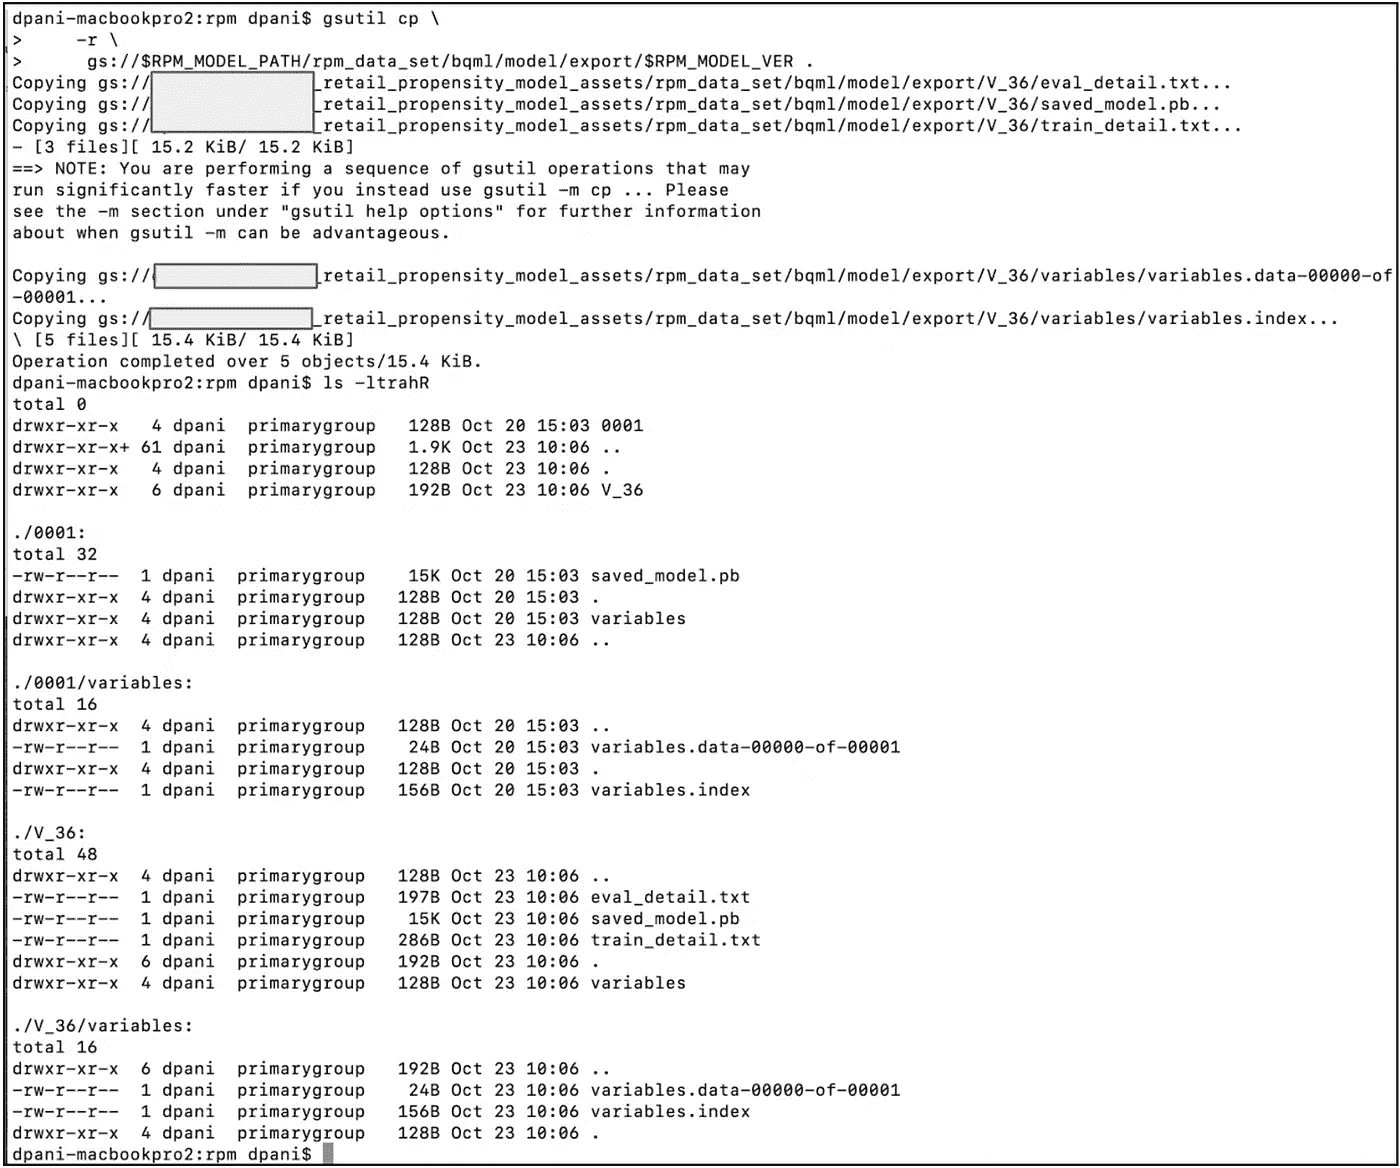 dpani-macbookpro2:rpm dpani$ gsutil cp \
>     -r \
>      gs://$RPM_MODEL_PATH/rpm_data_set/bqml/model/export/$RPM_MODEL_VER .
Copying gs:// _retail_propensity_model_assets/rpm_data_set/bqml/model/export/V_36/eval_detail.txt...
Copying gs:// _retail_propensity_model_assets/rpm_data_set/bqml/model/export/V_36/saved_model.pb...
Copying gs:// _retail_propensity_model_assets/rpm_data_set/bqml/model/export/V_36/train_detail.txt...
- [3 files][ 15.2 KiB/ 15.2 KiB]
==> NOTE: You are performing a sequence of gsutil operations that may
run significantly faster if you instead use gsutil -m cp ... Please
see the -m section under "gsutil help options" for further information
about when gsutil -m can be advantageous.
Copying gs:// _retail_propensity_model_assets/rpm_data_set/bqml/model/export/V_36/variables/variables.data-00000-of
-00001...
Copying gs:// _retail_propensity_model_assets/rpm_data_set/bqml/model/export/V_36/variables/variables.index...
\ [5 files][ 15.4 KiB/ 15.4 KiB]
Operation completed over 5 objects/15.4 KiB.
dpani-macbookpro2:rpm dpani$ ls -ltrahR
total 0
drwxr-xr-x   4 dpani  primarygroup   128B Oct 20 15:03 0001
drwxr-xr-x+ 61 dpani  primarygroup   1.9K Oct 23 10:06 ..
drwxr-xr-x   4 dpani  primarygroup   128B Oct 23 10:06 .
drwxr-xr-x   6 dpani  primarygroup   192B Oct 23 10:06 V_36
./0001:
total 32
-rw-r--r--  1 dpani  primarygroup    15K Oct 20 15:03 saved_model.pb
drwxr-xr-x  4 dpani  primarygroup   128B Oct 20 15:03 .
drwxr-xr-x  4 dpani  primarygroup   128B Oct 20 15:03 variables
drwxr-xr-x  4 dpani  primarygroup   128B Oct 23 10:06 ..
./0001/variables:
total 16
drwxr-xr-x  4 dpani  primarygroup   128B Oct 20 15:03 ..
-rw-r--r--  1 dpani  primarygroup    24B Oct 20 15:03 variables.data-00000-of-00001
drwxr-xr-x  4 dpani  primarygroup   128B Oct 20 15:03 .
-rw-r--r--  1 dpani  primarygroup   156B Oct 20 15:03 variables.index
./V_36:
total 48
drwxr-xr-x  4 dpani  primarygroup   128B Oct 23 10:06 ..
-rw-r--r--  1 dpani  primarygroup   197B Oct 23 10:06 eval_detail.txt
-rw-r--r--  1 dpani  primarygroup    15K Oct 23 10:06 saved_model.pb
-rw-r--r--  1 dpani  primarygroup   286B Oct 23 10:06 train_detail.txt
drwxr-xr-x  6 dpani  primarygroup   192B Oct 23 10:06 .
drwxr-xr-x  4 dpani  primarygroup   128B Oct 23 10:06 variables
./V_36/variables:
total 16
drwxr-xr-x  6 dpani  primarygroup   192B Oct 23 10:06 ..
-rw-r--r--  1 dpani  primarygroup    24B Oct 23 10:06 variables.data-00000-of-00001
-rw-r--r--  1 dpani  primarygroup   156B Oct 23 10:06 variables.index
drwxr-xr-x  4 dpani  primarygroup   128B Oct 23 10:06 .
dpani-macbookpro2:rpm dpani$